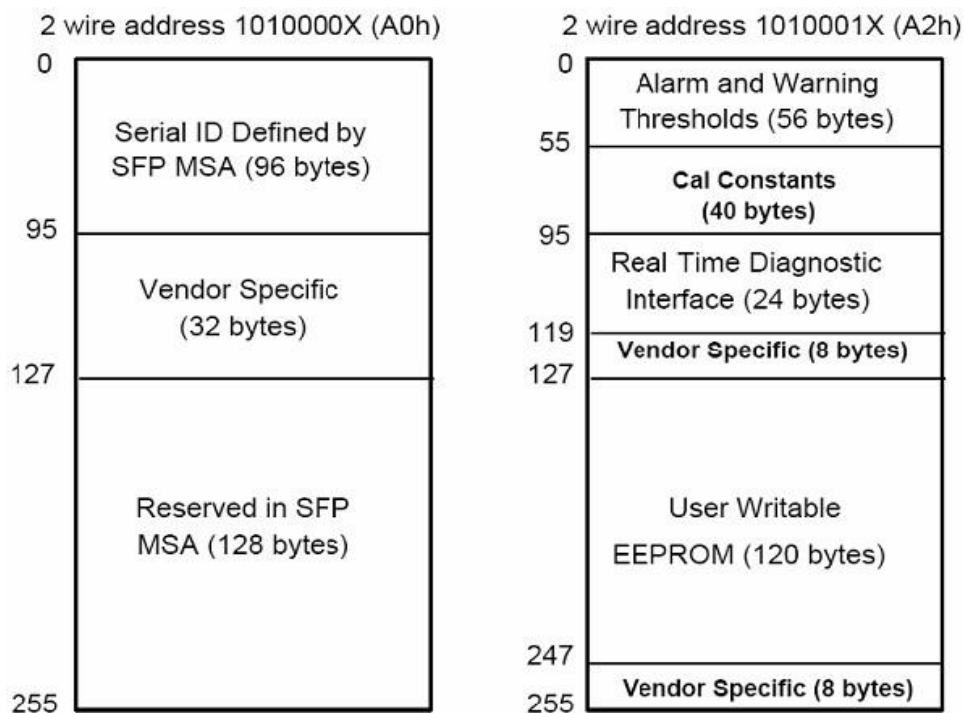 2 wire address 1010000X (A0h)
0
Serial ID Defined by
SFP MSA (96 bytes)
95
Vendor Specific
(32 bytes)
127
Reserved in SFP
MSA (128 bytes)
255
2 wire address 1010001X (A2h)
0
Alarm and Warning
Thresholds (56 bytes)
55
Cal Constants
(40 bytes)
95
Real Time Diagnostic
Interface (24 bytes)
119
Vendor Specific (8 bytes)
127
User Writable
EEPROM (120 bytes)
247
Vendor Specific (8 bytes)
255